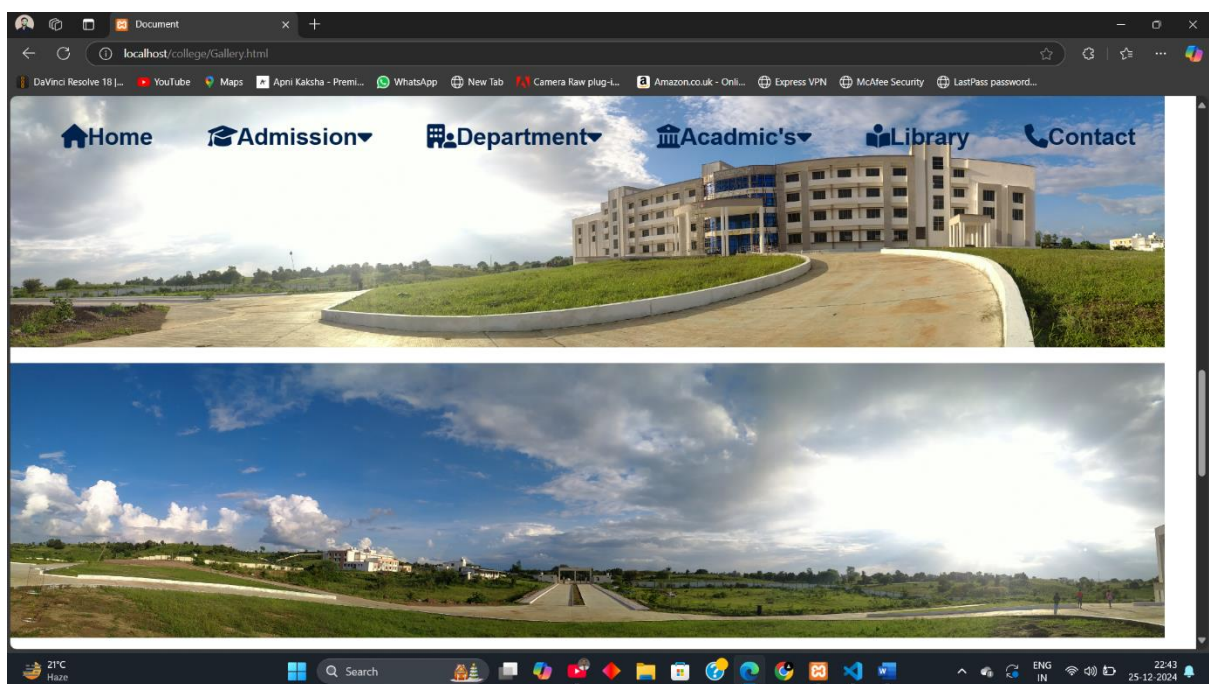 Document
localhost/college/Gallery.html
DaVinci Resolve 18 |... YouTube Maps Apni Kaksha - Premi... WhatsApp New Tab Camera Raw plug-i... Amazon.co.uk - Onli... Express VPN McAfee Security LastPass password...
Home Admission Department Acadmic's Library Contact
21°C
Haze
Search
ENG
IN
22:43
25-12-2024